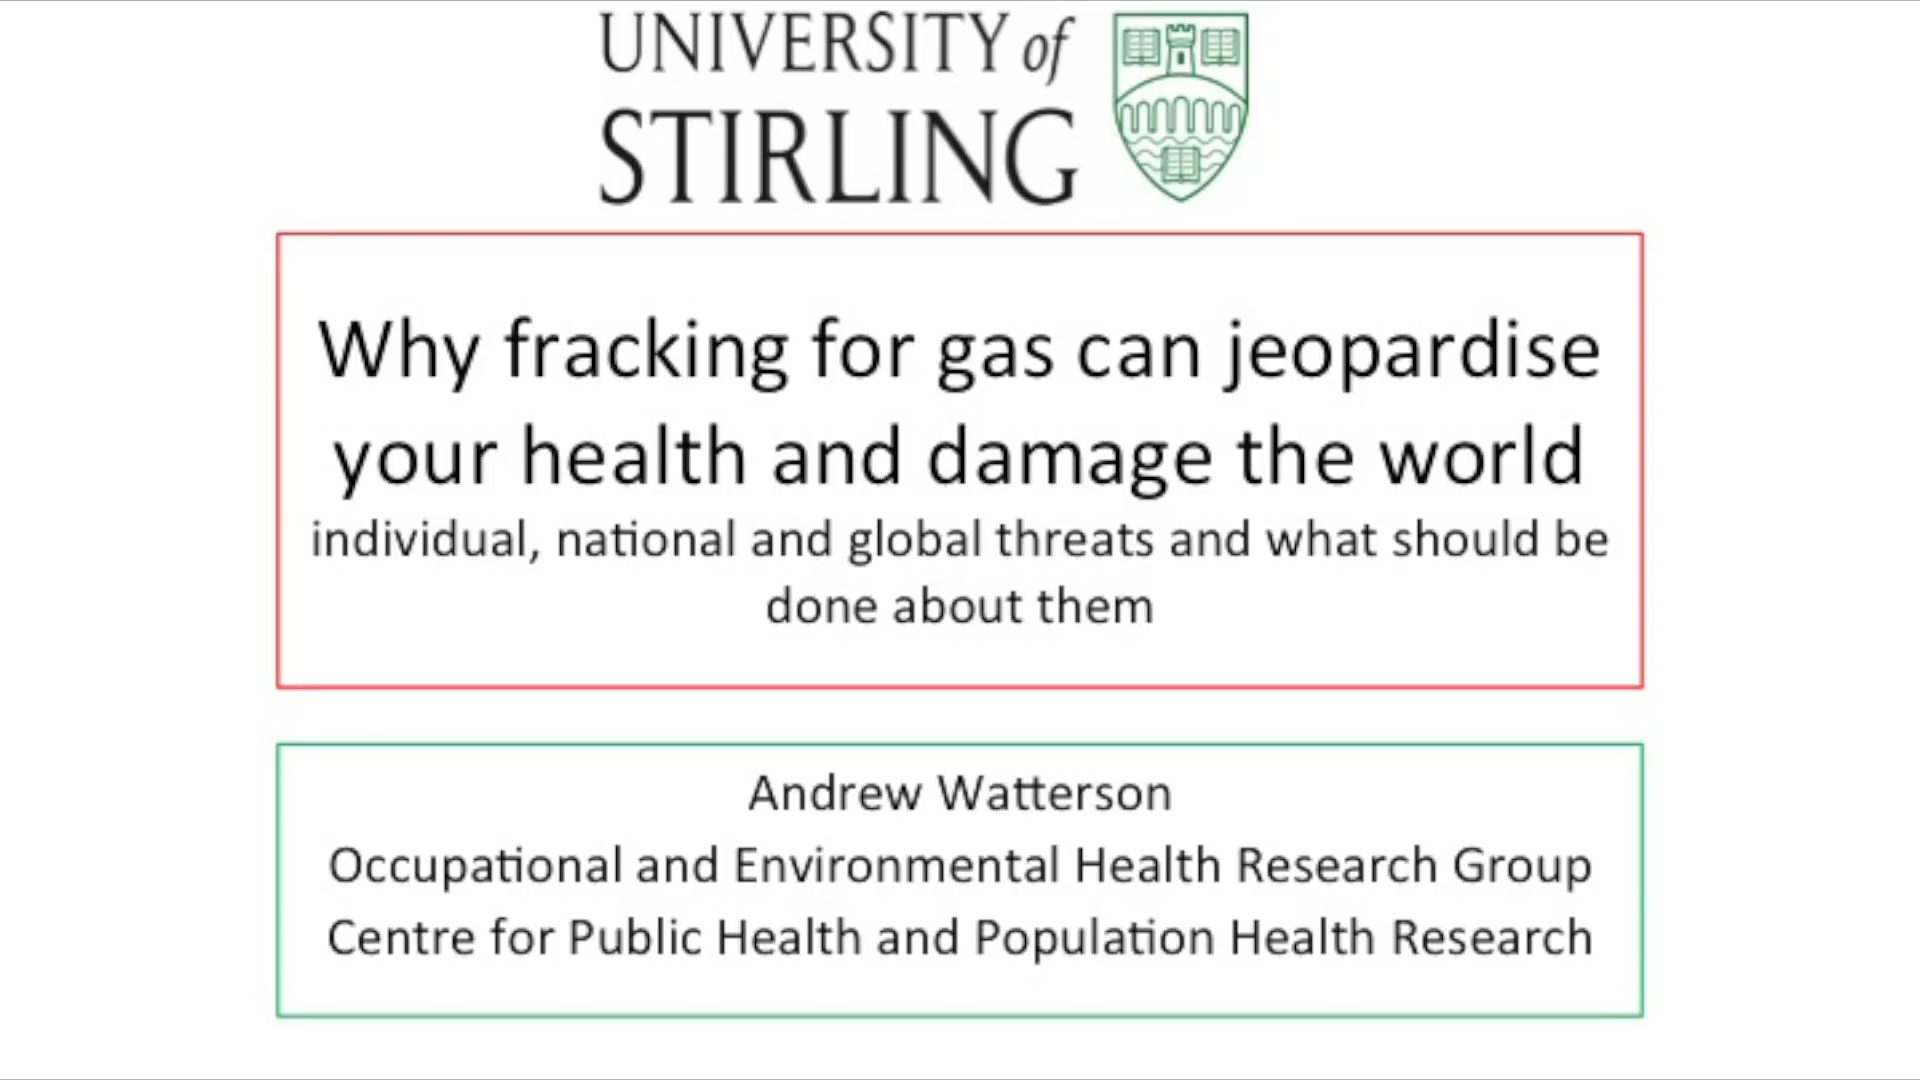 UNIVERSITY of
STIRLING
Why fracking for gas can jeopardise
your health and damage the world
individual, national and global threats and what should be
done about them
Andrew Watterson
Occupational and Environmental Health Research Group
Centre for Public Health and Population Health Research